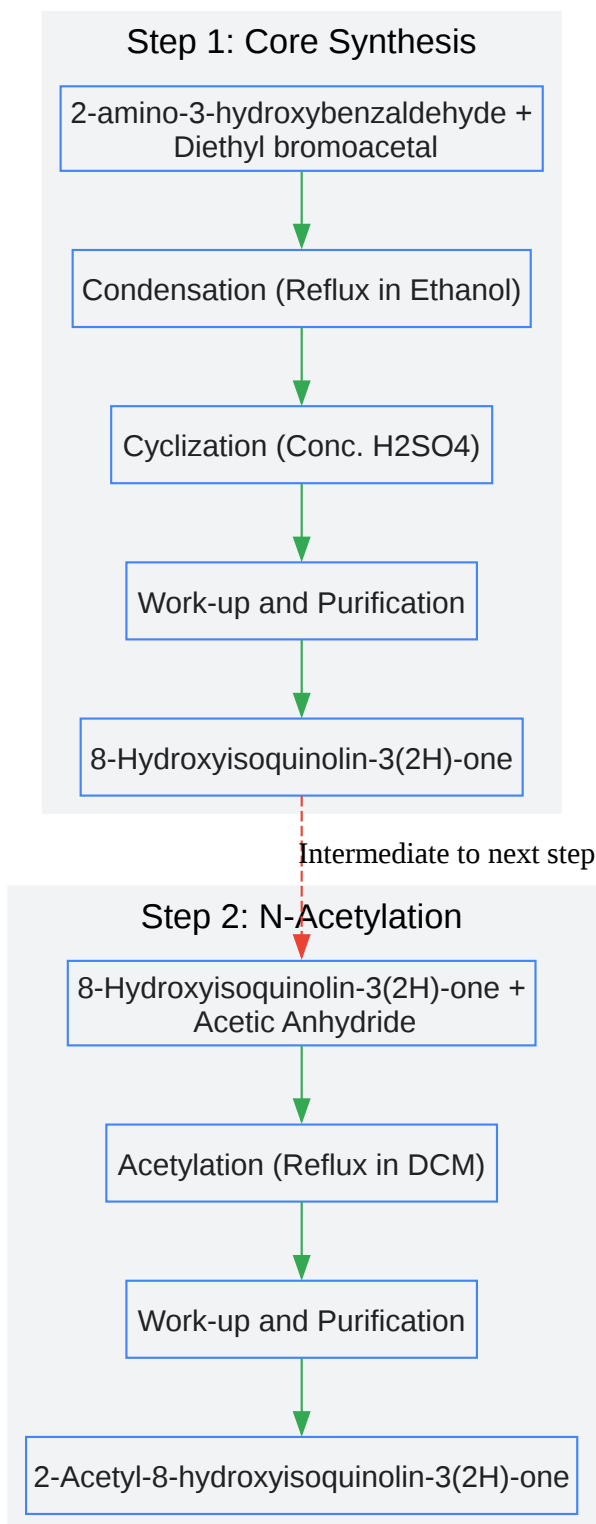 Step 1: Core Synthesis
2-amino-3-hydroxybenzaldehyde +
Diethyl bromoacetal
Condensation (Reflux in Ethanol)
Cyclization (Conc. H2SO4)
Work-up and Purification
8-Hydroxyisoquinolin-3(2H)-one
Intermediate to next step
Step 2: N-Acetylation
8-Hydroxyisoquinolin-3(2H)-one +
Acetic Anhydride
Acetylation (Reflux in DCM)
Work-up and Purification
2-Acetyl-8-hydroxyisoquinolin-3(2H)-one